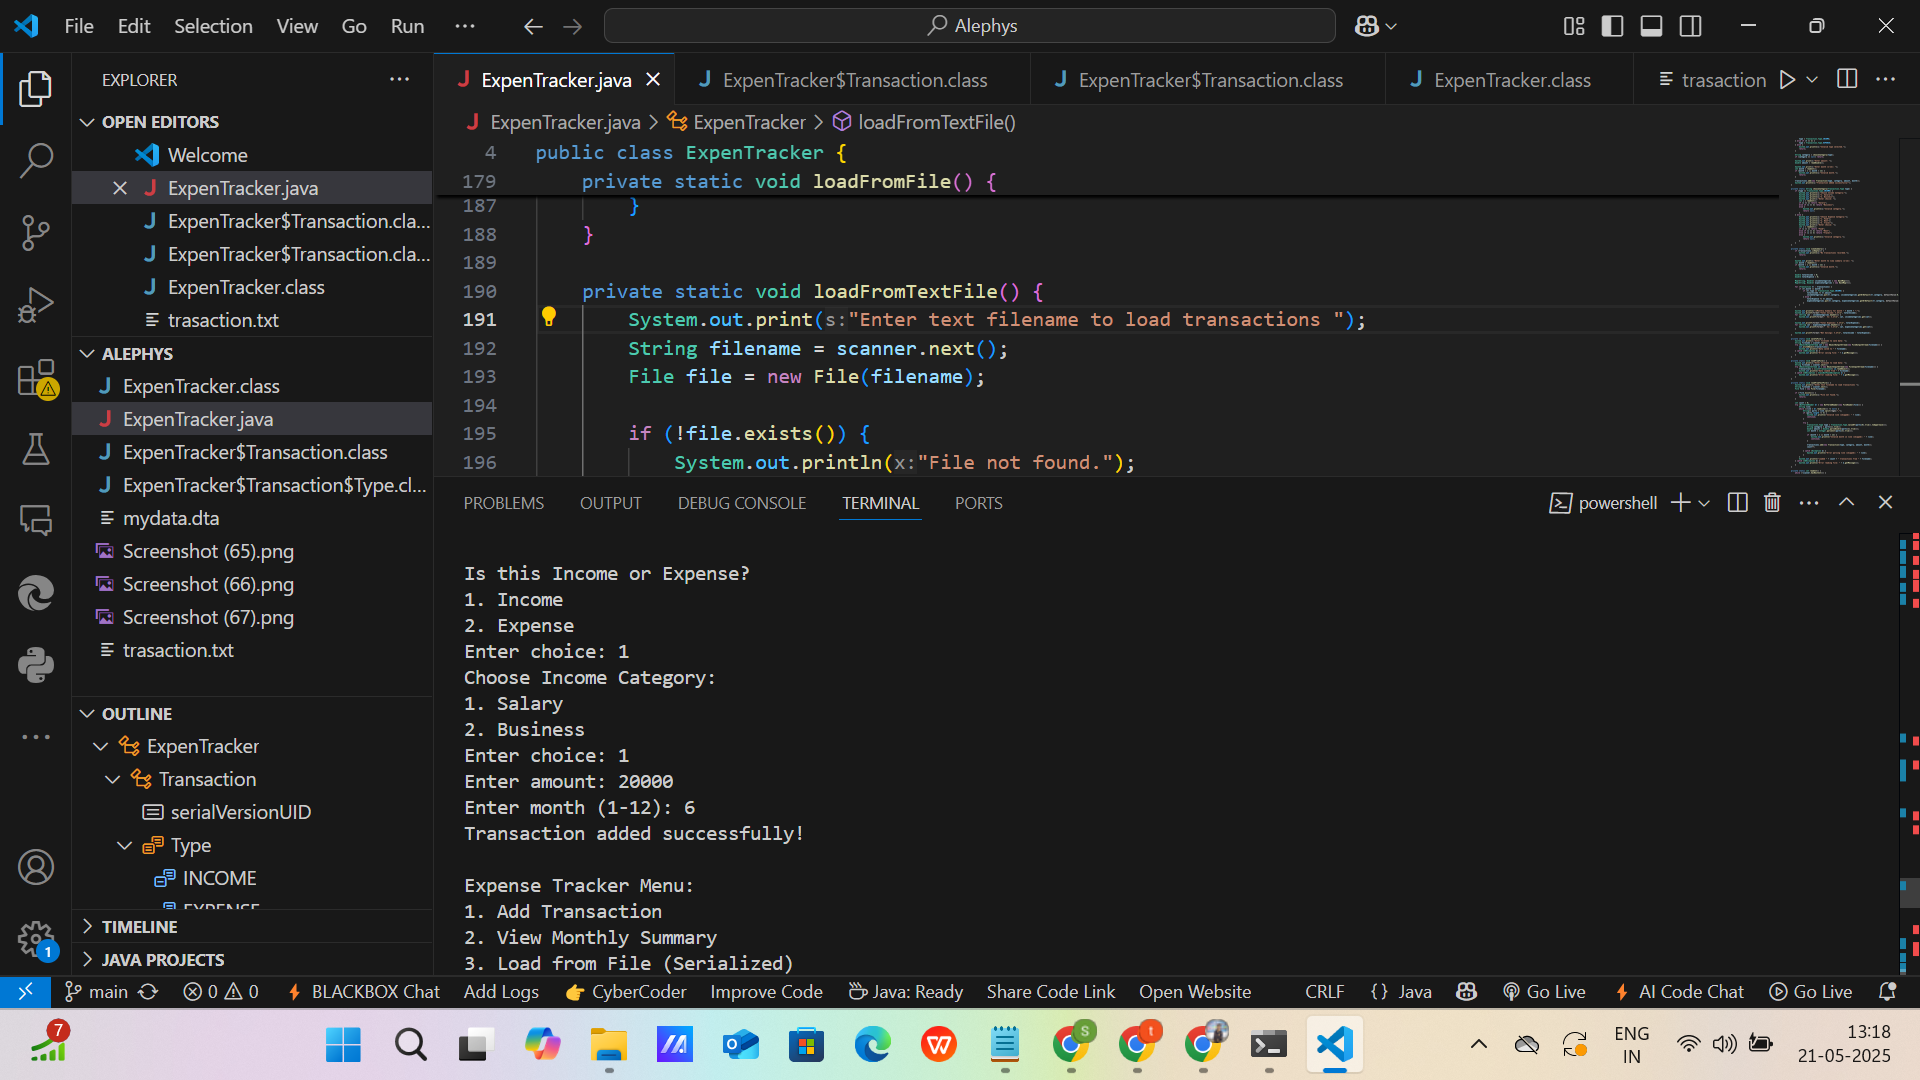 File Edit Selection View Go Run ··· Alephys
EXPLORER
OPEN EDITORS
Welcome
ExpenTracker.java
ExpenTracker$Transaction.cla...
ExpenTracker$Transaction.cla...
ExpenTracker.class
trasaction.txt
ALEPHYS
ExpenTracker.class
ExpenTracker.java
ExpenTracker$Transaction.class
ExpenTracker$Transaction$Type.cl...
mydata.dta
Screenshot (65).png
Screenshot (66).png
Screenshot (67).png
trasaction.txt
OUTLINE
ExpenTracker
Transaction
serialVersionUID
Type
INCOME
EXPENSE
TIMELINE
JAVA PROJECTS
ExpenTracker.java ExpenTracker$Transaction.class ExpenTracker$Transaction.class ExpenTracker.class trasaction
ExpenTracker.java > ExpenTracker > loadFromTextFile()
4 public class ExpenTracker {
179 private static void loadFromFile() {
187 }
188 }
189
190 private static void loadFromTextFile() {
191 System.out.print(s:"Enter text filename to load transactions ");
192 String filename = scanner.next();
193 File file = new File(filename);
194
195 if (!file.exists()) {
196 System.out.println(x:"File not found.");
PROBLEMS OUTPUT DEBUG CONSOLE TERMINAL PORTS powershell
Is this Income or Expense?
1. Income
2. Expense
Enter choice: 1
Choose Income Category:
1. Salary
2. Business
Enter choice: 1
Enter amount: 20000
Enter month (1-12): 6
Transaction added successfully!
Expense Tracker Menu:
1. Add Transaction
2. View Monthly Summary
3. Load from File (Serialized)
1
main 0 0 BLACKBOX Chat Add Logs CyberCoder Improve Code Java: Ready Share Code Link Open Website CRLF {} Java Go Live AI Code Chat Go Live
7
S
t
ENG
IN
13:18
21-05-2025